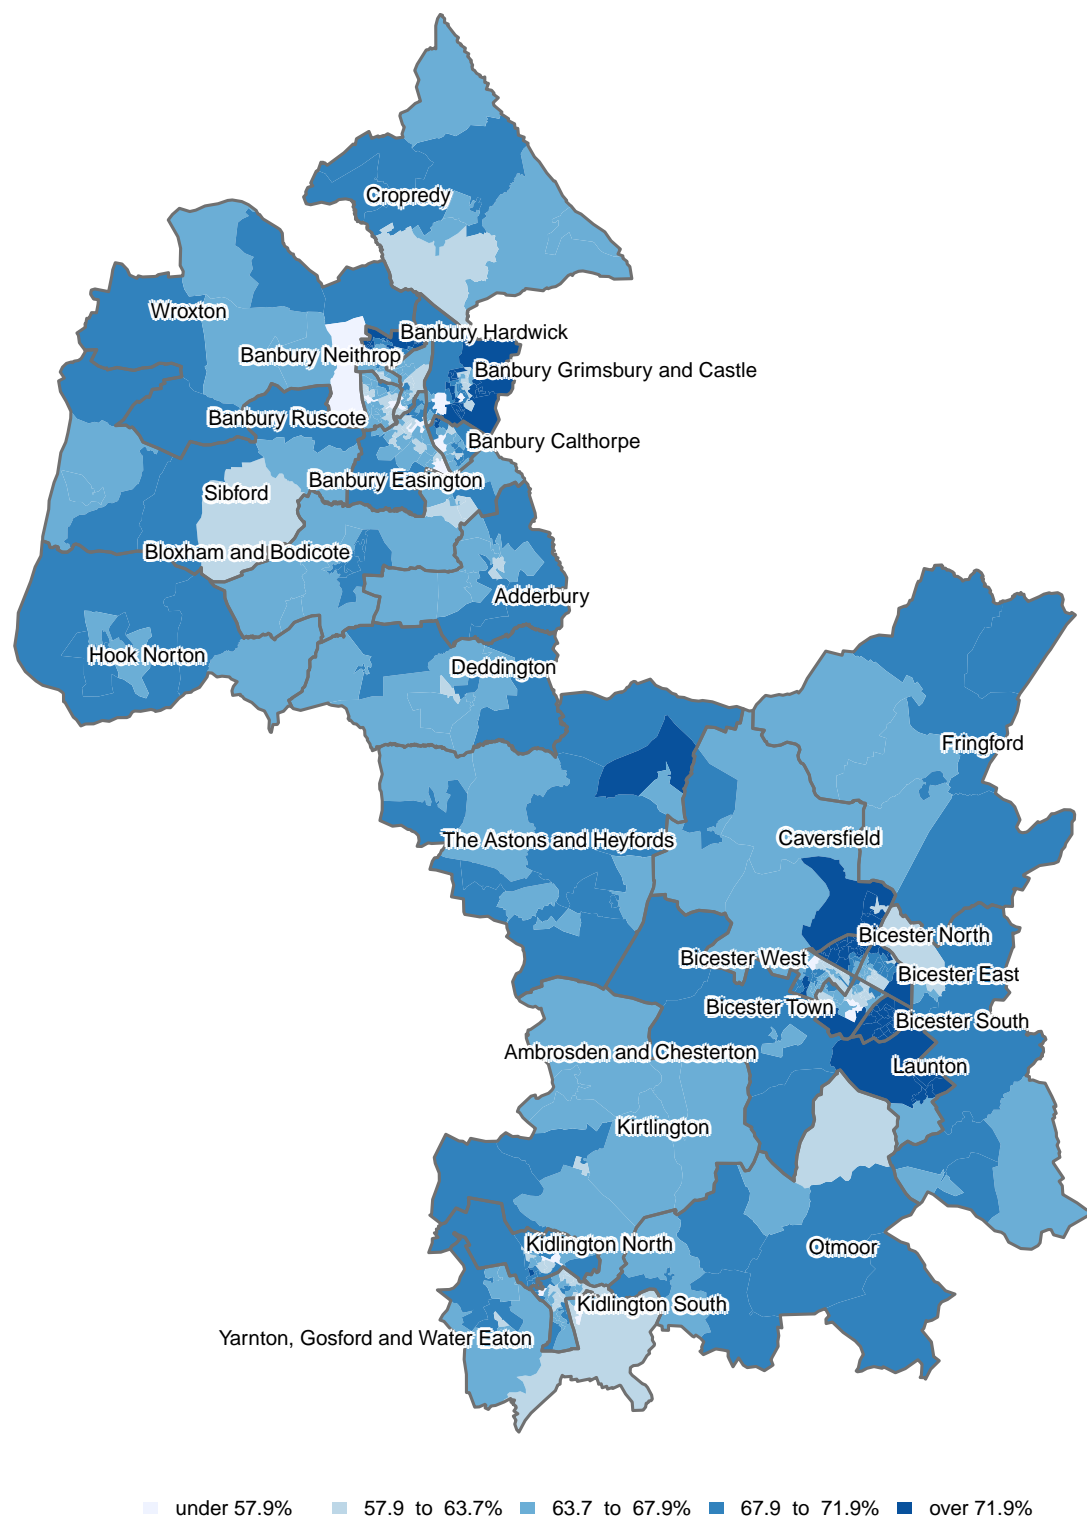 Cropredy
Wroxton
Banbury Hardwick
Banbury Neithrop
Banbury Grimsbury and Castle
Banbury Ruscote
Banbury Calthorpe
Banbury Easington
Sibford
Bloxham and Bodicote
Adderbury
Hook Norton
Deddington
Fringford
The Astons and Heyfords
Caversfield
Bicester North
Bicester West
Bicester East
Bicester Town
Bicester South
Ambrosden and Chesterton
Launton
Kirtlington
Kidlington North
Otmoor
Kidlington South
Yarnton, Gosford and Water Eaton
under 57.9% 57.9 to 63.7% 63.7 to 67.9% 67.9 to 71.9% over 71.9%